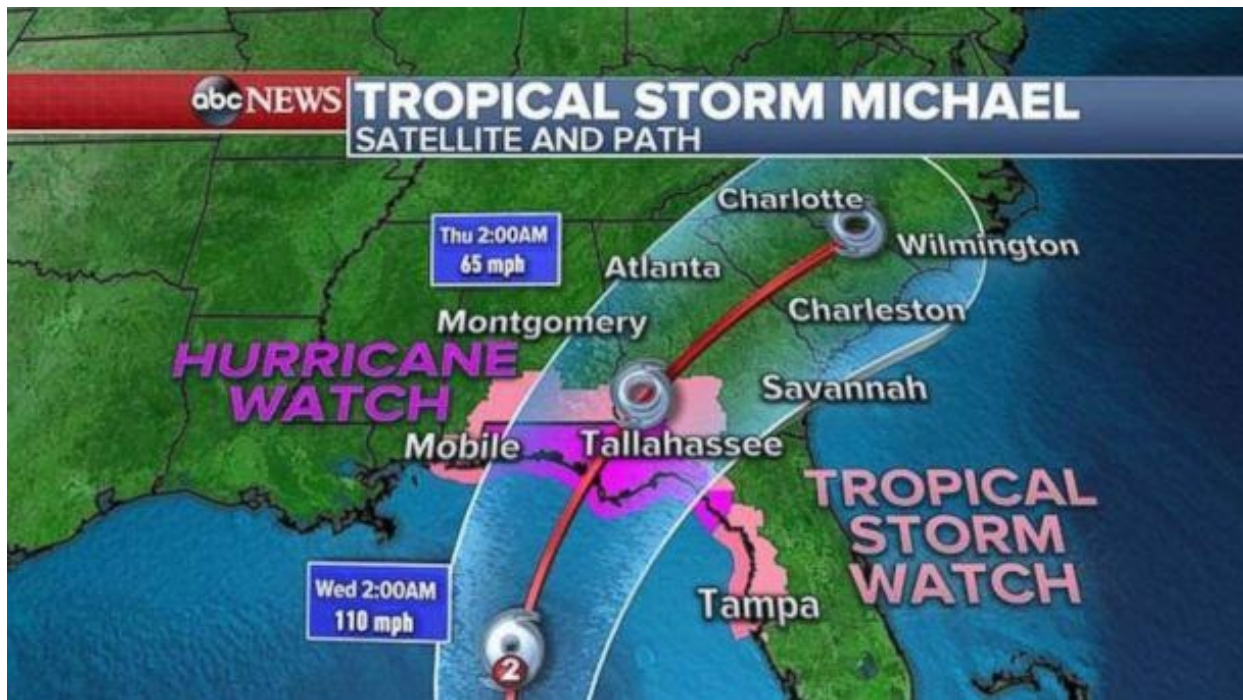 abc NEWS
TROPICAL STORM MICHAEL
SATELLITE AND PATH
Charlotte
Thu 2:00AM
65 mph
Wilmington
Atlanta
Charleston
Montgomery
HURRICANE
WATCH
Savannah
Mobile
Tallahassee
TROPICAL
STORM
WATCH
Wed 2:00AM
110 mph
Tampa
2